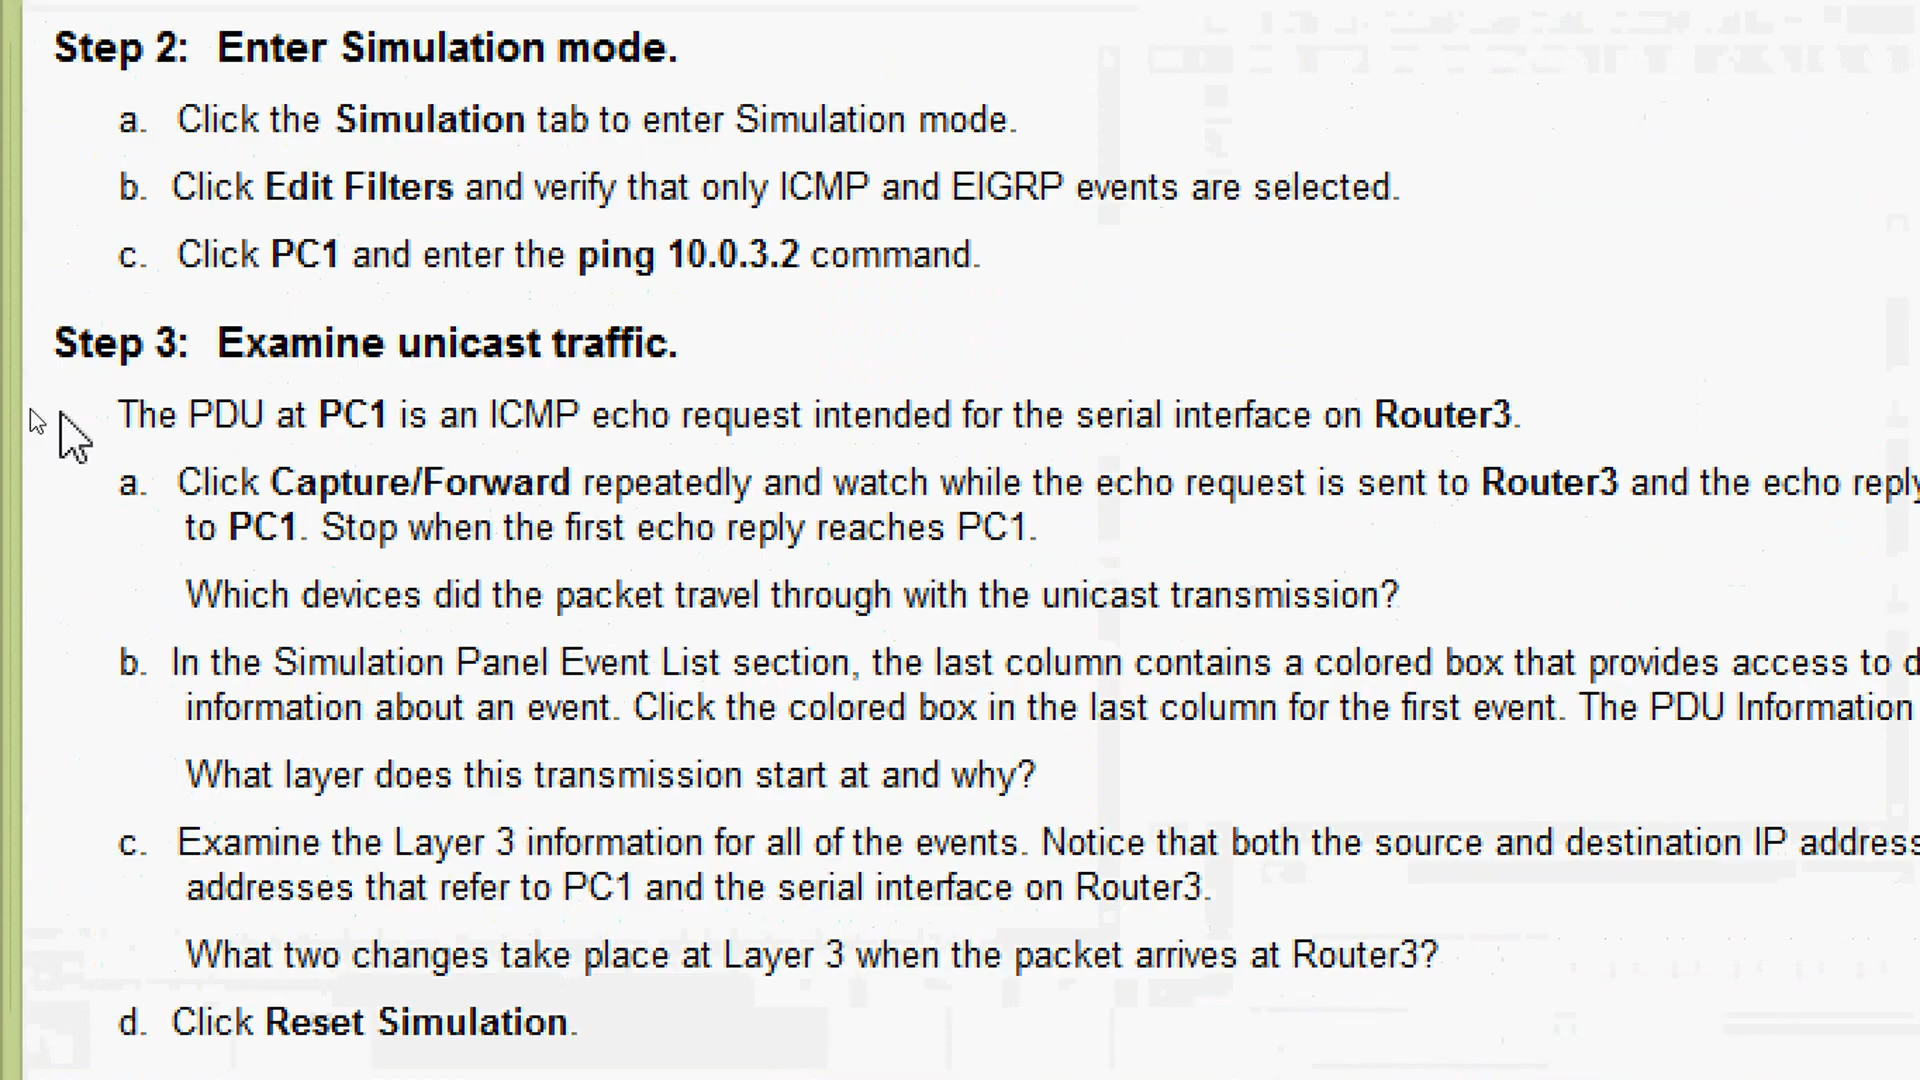 Step 2: Enter Simulation mode.
a. Click the Simulation tab to enter Simulation mode.
b. Click Edit Filters and verify that only ICMP and EIGRP events are selected.
c. Click PC1 and enter the ping 10.0.3.2 command.
Step 3: Examine unicast traffic.
The PDU at PC1 is an ICMP echo request intended for the serial interface on Router3.
a. Click Capture/Forward repeatedly and watch while the echo request is sent to Router3 and the echo reply
to PC1. Stop when the first echo reply reaches PC1.
Which devices did the packet travel through with the unicast transmission?
b. In the Simulation Panel Event List section, the last column contains a colored box that provides access to
information about an event. Click the colored box in the last column for the first event. The PDU Information
What layer does this transmission start at and why?
c. Examine the Layer 3 information for all of the events. Notice that both the source and destination IP address
addresses that refer to PC1 and the serial interface on Router3.
What two changes take place at Layer 3 when the packet arrives at Router3?
d. Click Reset Simulation.